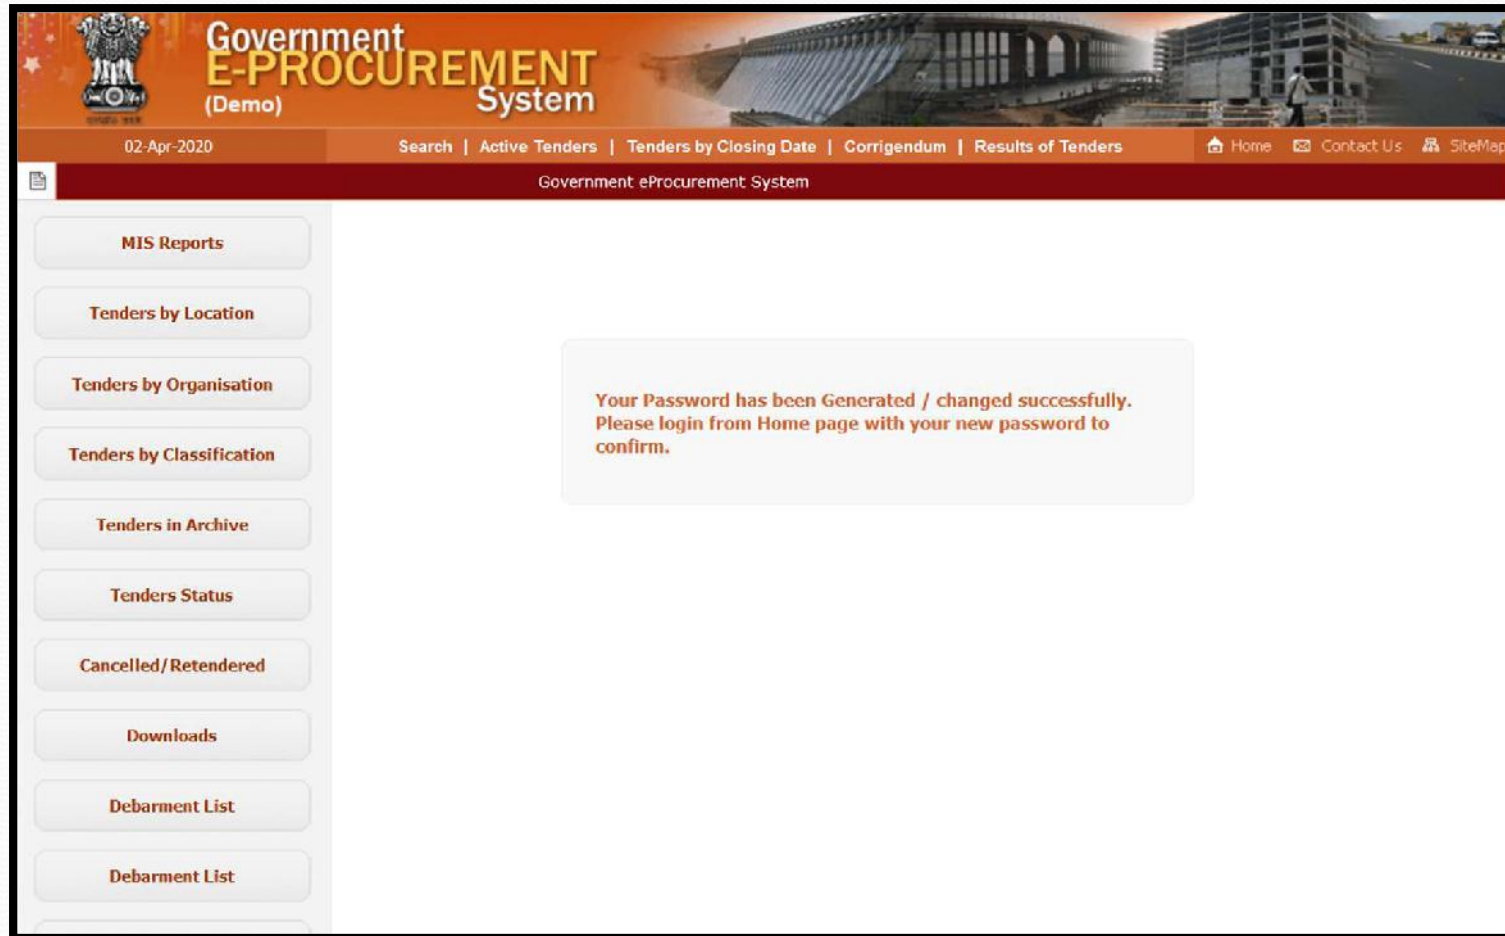 Government
E-PROCUREMENT
(Demo) System
02-Apr-2020 Search | Active Tenders | Tenders by Closing Date | Corrigendum | Results of Tenders Home Contact Us SiteMap
Government eProcurement System
MIS Reports
Tenders by Location
Tenders by Organisation
Tenders by Classification
Tenders in Archive
Tenders Status
Cancelled/Retendered
Downloads
Debarment List
Debarment List
Your Password has been Generated / changed successfully.
Please login from Home page with your new password to
confirm.